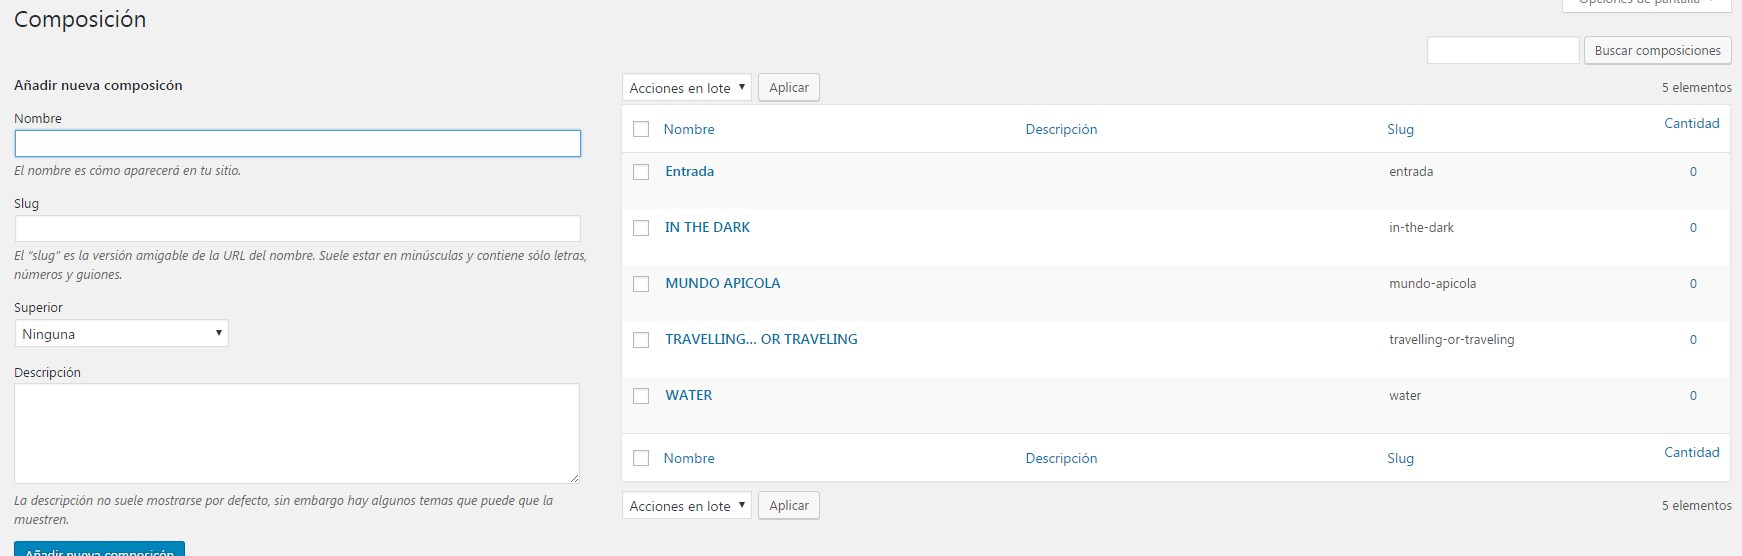 Composición
Opciones de pantalla
Buscar composiciones
Añadir nueva composicón
Nombre
El nombre es cómo aparecerá en tu sitio.
Slug
El “slug” es la versión amigable de la URL del nombre. Suele estar en minúsculas y contiene sólo letras,
números y guiones.
Superior
Ninguna
Descripción
La descripción no suele mostrarse por defecto, sin embargo hay algunos temas que puede que la
muestren.
Añadir nueva composicón
Acciones en lote Aplicar 5 elementos
Nombre Descripción Slug Cantidad
Entrada entrada 0
IN THE DARK in-the-dark 0
MUNDO APICOLA mundo-apicola 0
TRAVELLING… OR TRAVELING travelling-or-traveling 0
WATER water 0
Nombre Descripción Slug Cantidad
Acciones en lote Aplicar 5 elementos